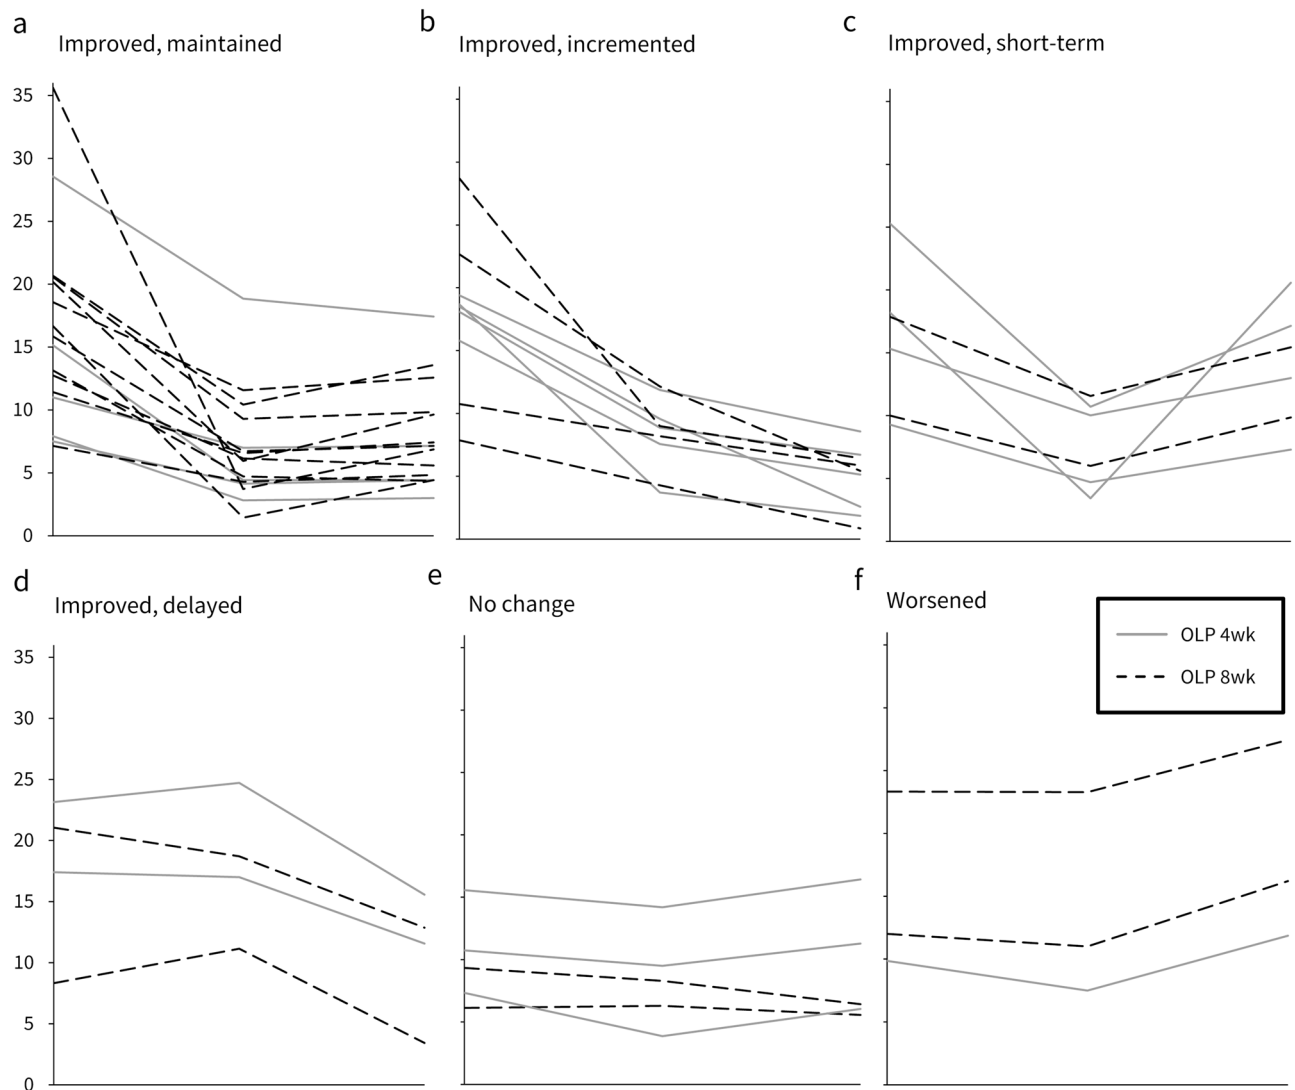 a
Improved, maintained
b
Improved, incremented
c
Improved, short-term
35
30
25
20
15
10
5
0
d
Improved, delayed
e
No change
f
Worsened
OLP 4wk
OLP 8wk
35
30
25
20
15
10
5
0